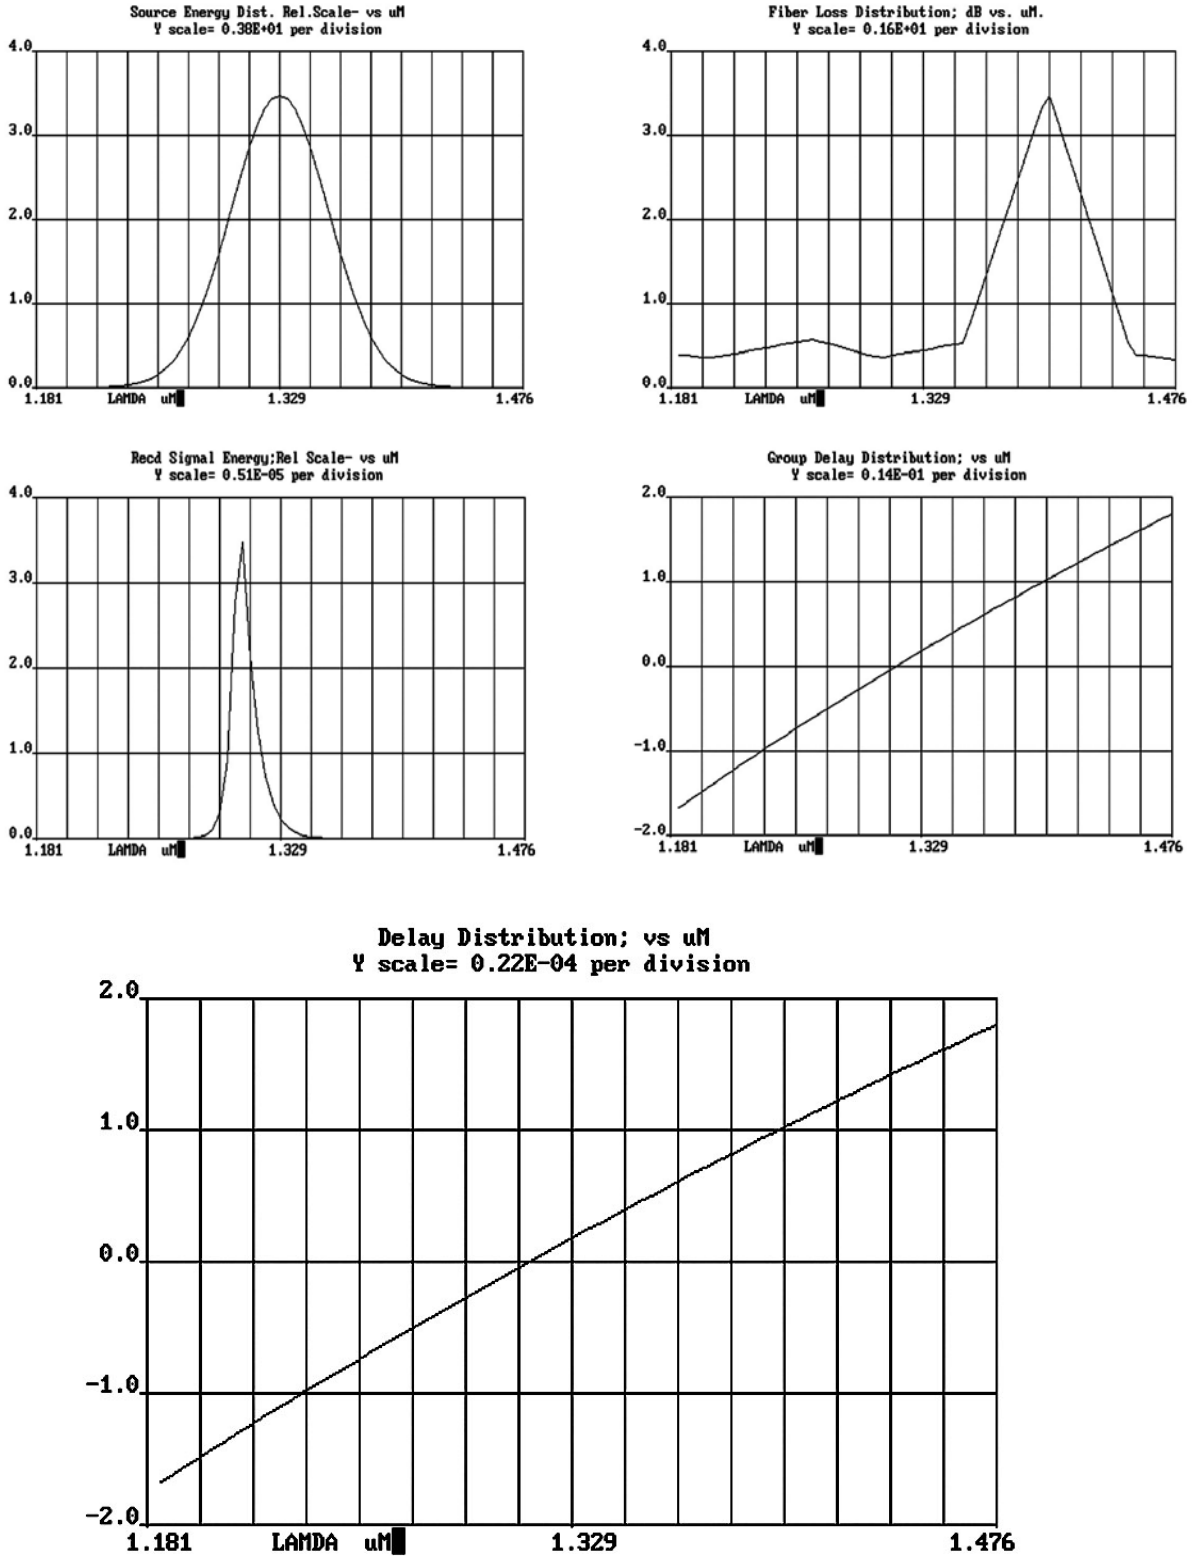 Source Energy Dist. Rel.Scale- vs uM
Y scale= 0.38E+01 per division
4.0
3.0
2.0
1.0
0.0
1.181 LAMDA uM 1.329 1.476
Fiber Loss Distribution; dB vs. uM.
Y scale= 0.16E+01 per division
4.0
3.0
2.0
1.0
0.0
1.181 LAMDA uM 1.329 1.476
Recd Signal Energy;Rel Scale- vs uM
Y scale= 0.51E-05 per division
4.0
3.0
2.0
1.0
0.0
1.181 LAMDA uM 1.329 1.476
Group Delay Distribution; vs uM
Y scale= 0.14E-01 per division
2.0
1.0
0.0
-1.0
-2.0
1.181 LAMDA uM 1.329 1.476
Delay Distribution; vs uM
Y scale= 0.22E-04 per division
2.0
1.0
0.0
-1.0
-2.0
1.181 LAMDA uM 1.329 1.476